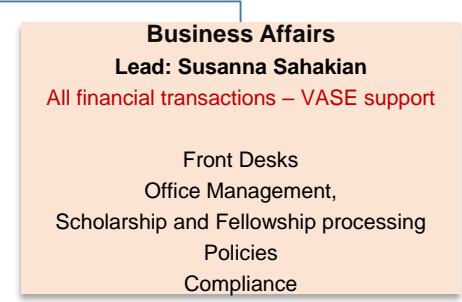 Business Affairs
Lead: Susanna Sahakian
All financial transactions – VASE support
Front Desks
Office Management,
Scholarship and Fellowship processing
Policies
Compliance